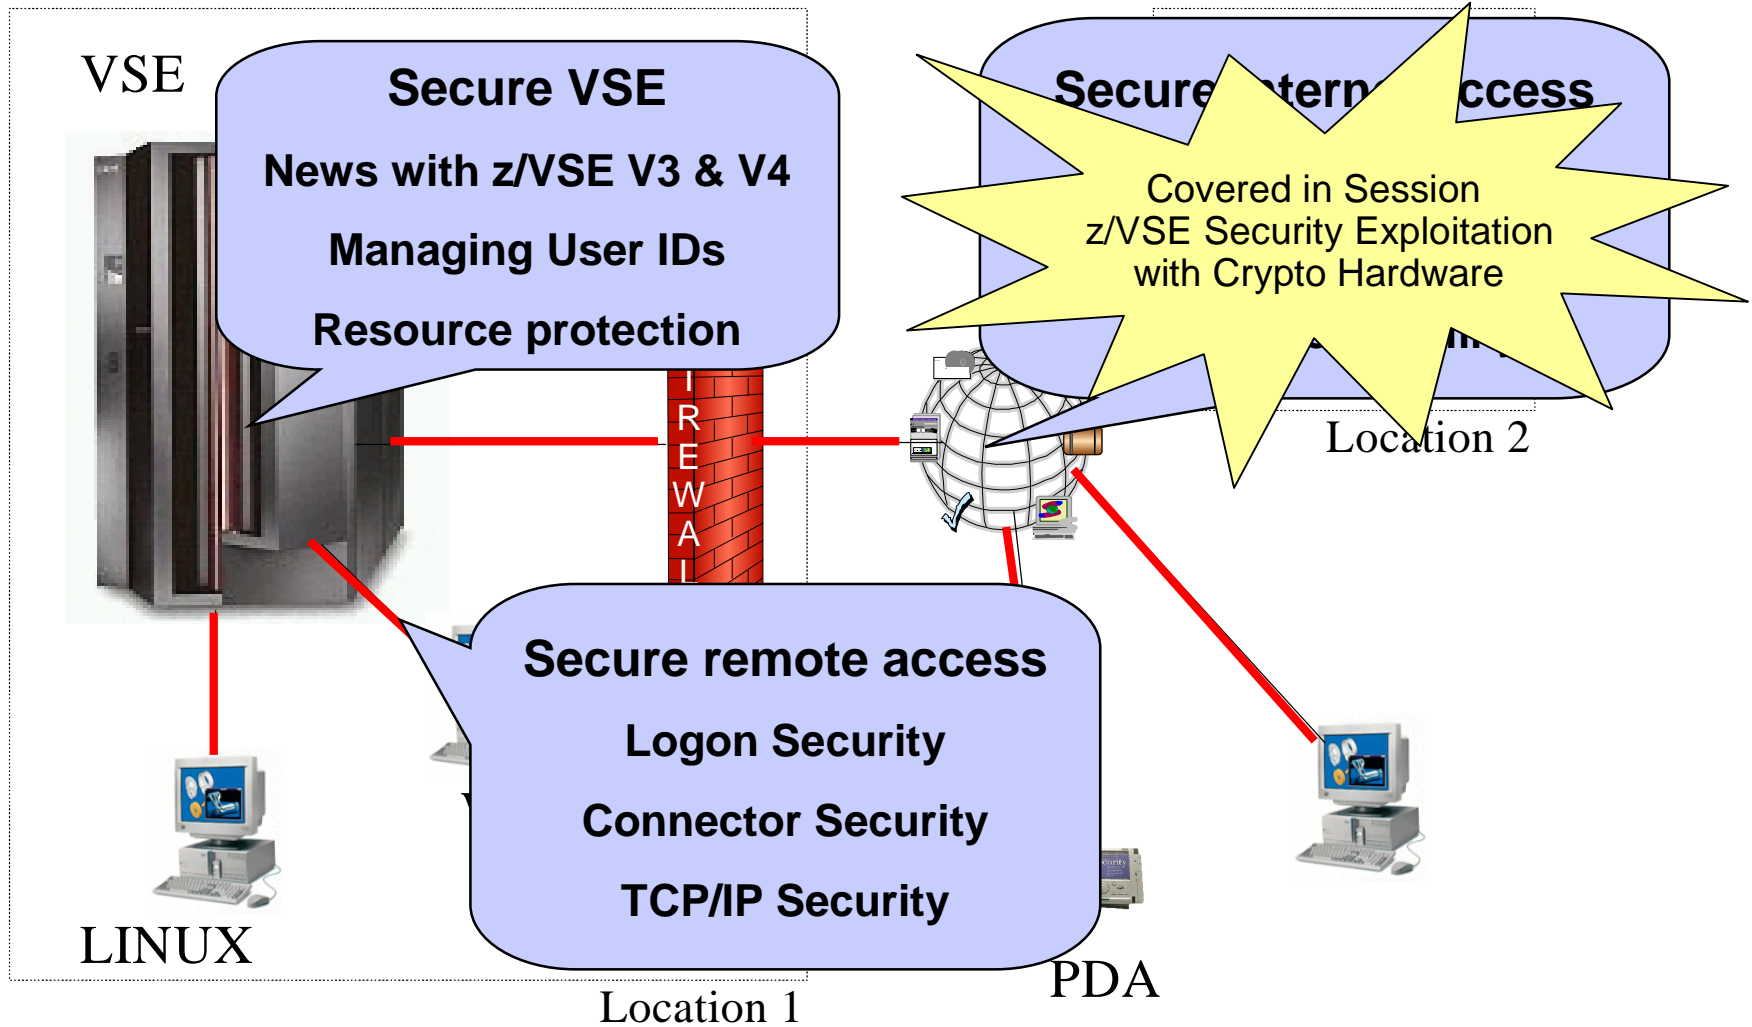 VSE
Secure VSE
News with z/VSE V3 & V4
Managing User IDs
Resource protection
Secure
Covered in Session
z/VSE Security Exploitation
with Crypto Hardware
Location 2
Secure remote access
Logon Security
Connector Security
TCP/IP Security
LINUX
PDA
Location 1